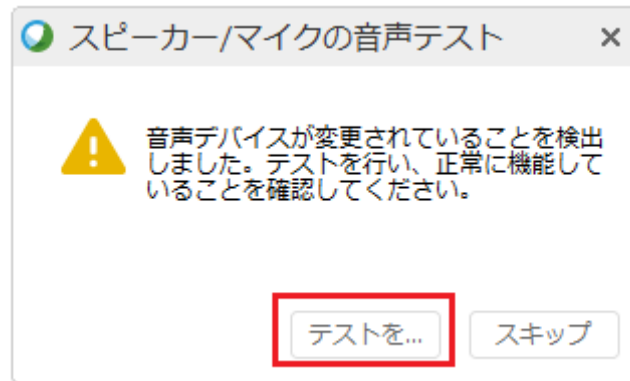 スピーカー/マイクの音声テスト
音声デバイスが変更されていることを検出
しました。テストを行い、正常に機能して
いることを確認してください。
テストを...
スキップ